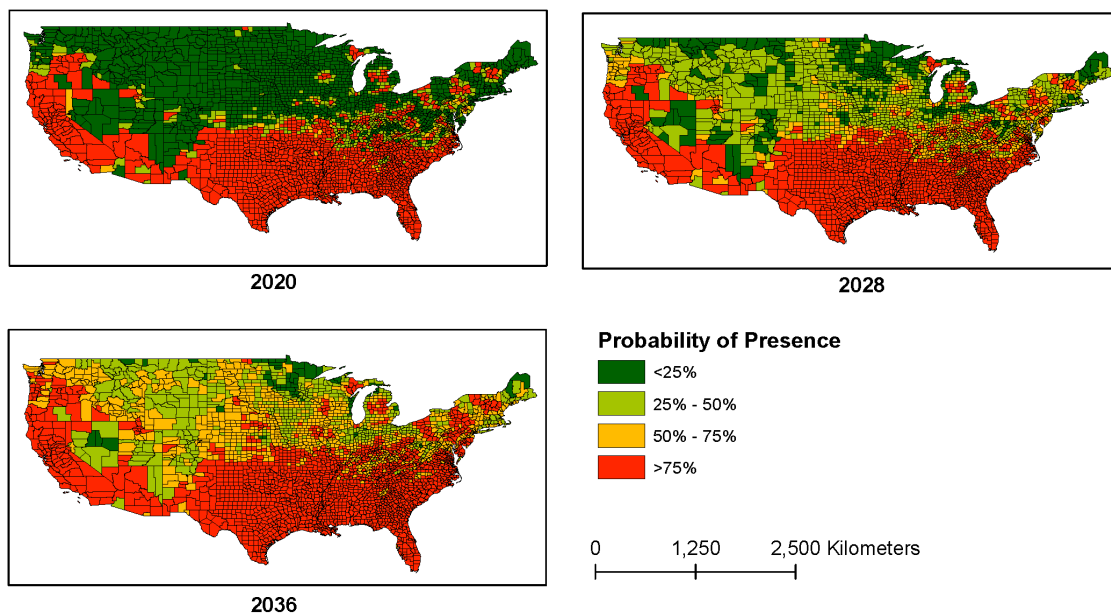 2020
2028
2036
Probability of Presence
<25%
25% - 50%
50% - 75%
>75%
0 1,250 2,500 Kilometers